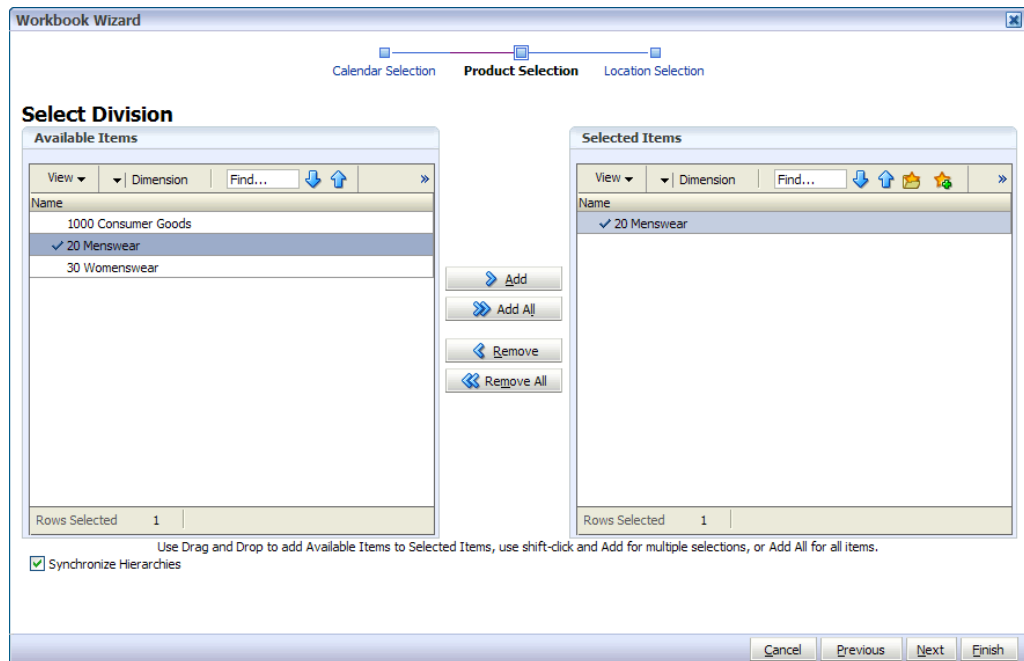 Workbook Wizard
Calendar Selection Product Selection Location Selection
Select Division
Available Items
View Dimension Find... »
Name
1000 Consumer Goods
20 Menswear
30 Womenswear
Rows Selected 1
Add
Add All
Remove
Remove All
Selected Items
View Dimension Find... »
Name
20 Menswear
Rows Selected 1
Use Drag and Drop to add Available Items to Selected Items, use shift-click and Add for multiple selections, or Add All for all items.
Synchronize Hierarchies
Cancel Previous Next Finish